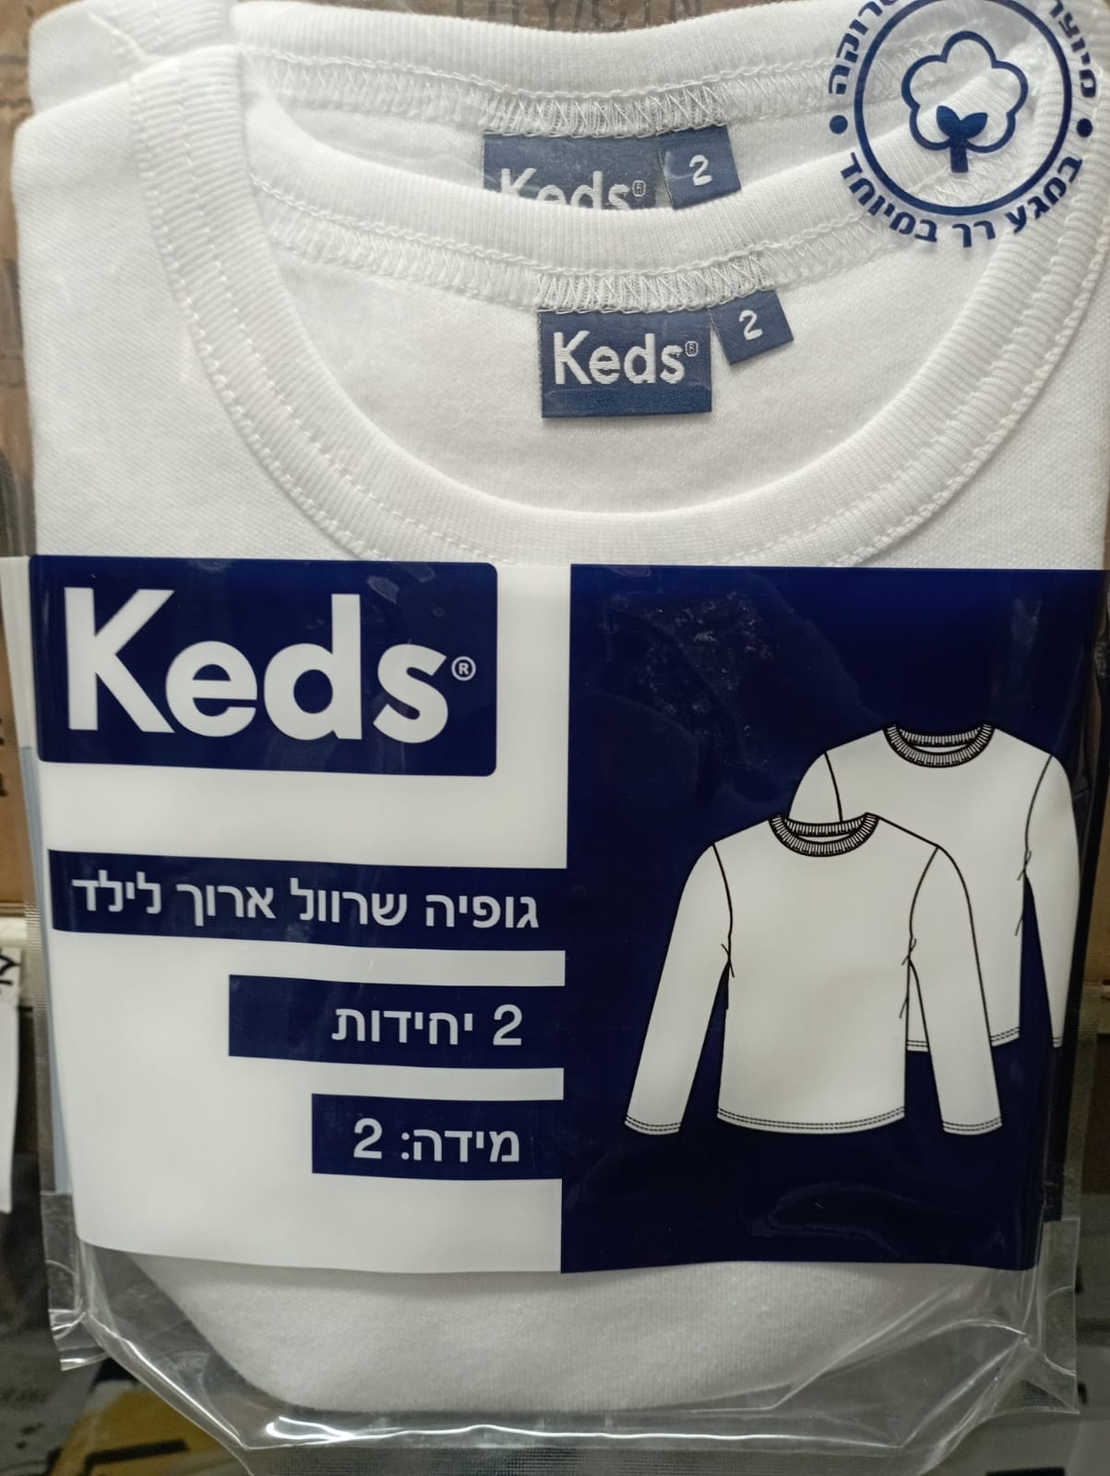 במגע רך במיוחד
Keds® 2
Keds® 2
Keds®
גופיה שרוול ארוך לילד
2 יחידות
מידה: 2